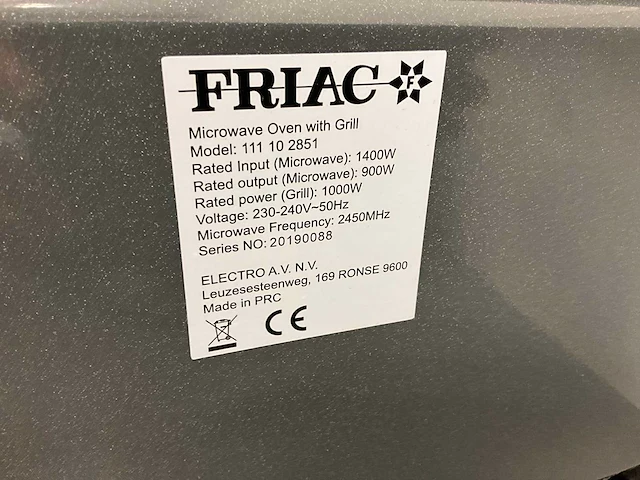 FRIAC F
Microwave Oven with Grill
Model: 111 10 2851
Rated Input (Microwave): 1400W
Rated output (Microwave): 900W
Rated power (Grill): 1000W
Voltage: 230-240V~50Hz
Microwave Frequency: 2450MHz
Series NO: 20190088
ELECTRO A.V. N.V.
Leuzesesteenweg, 169 RONSE 9600
Made in PRC
CE